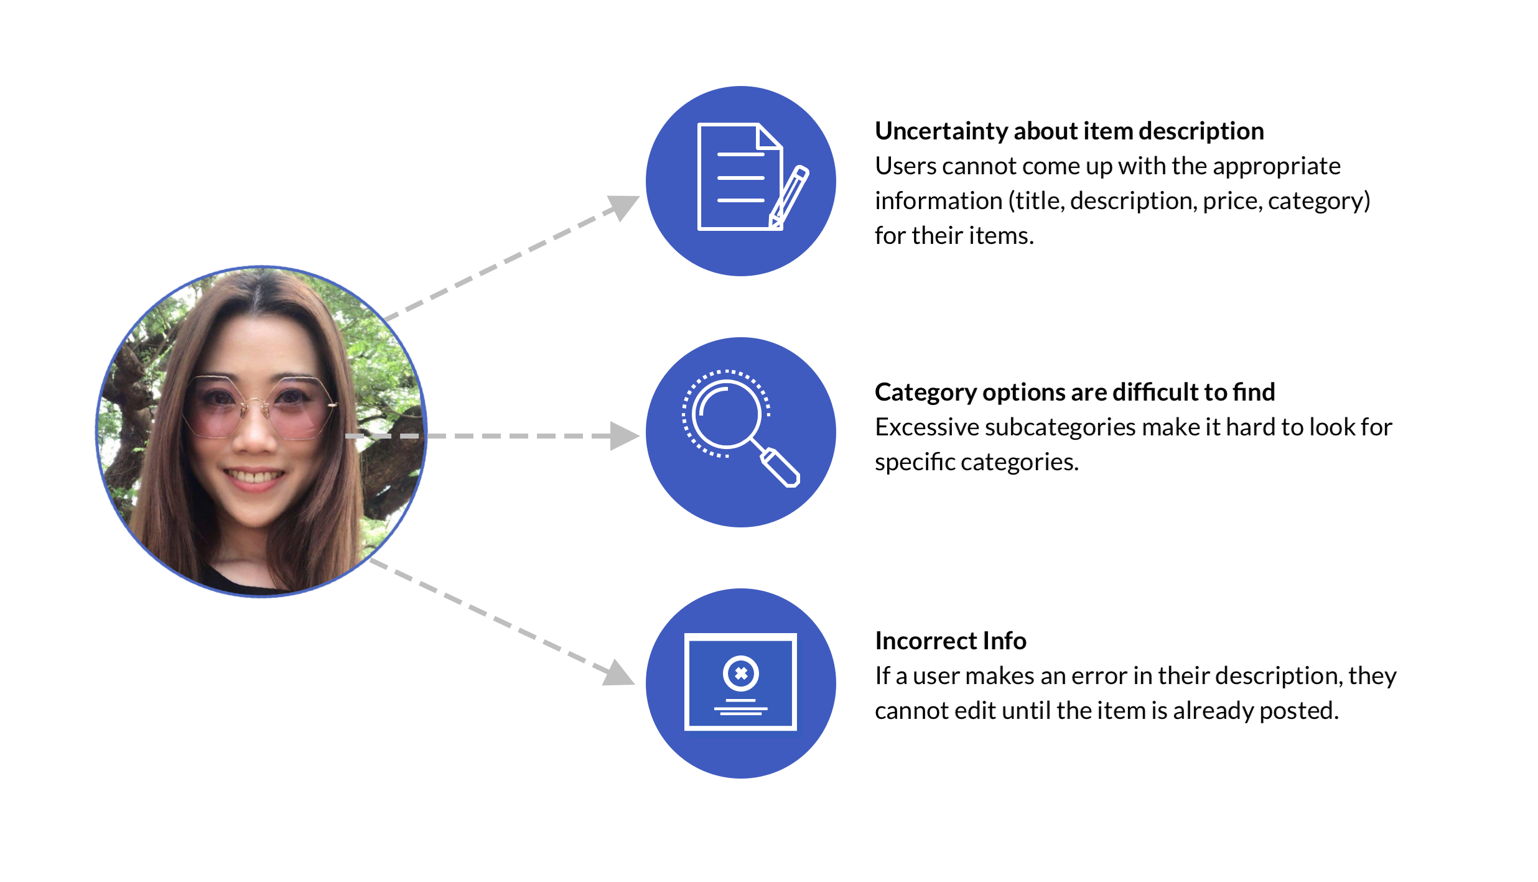 Uncertainty about item description
Users cannot come up with the appropriate
information (title, description, price, category)
for their items.
Category options are difficult to find
Excessive subcategories make it hard to look for
specific categories.
Incorrect Info
If a user makes an error in their description, they
cannot edit until the item is already posted.